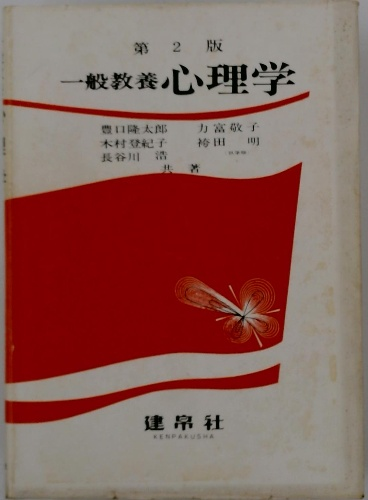 第 2 版
一般教養 心理学
豊口隆太郎 力富敬子
木村登紀子 袴田 明
長谷川 浩
共 著
建帛社
KENPAKUSHA